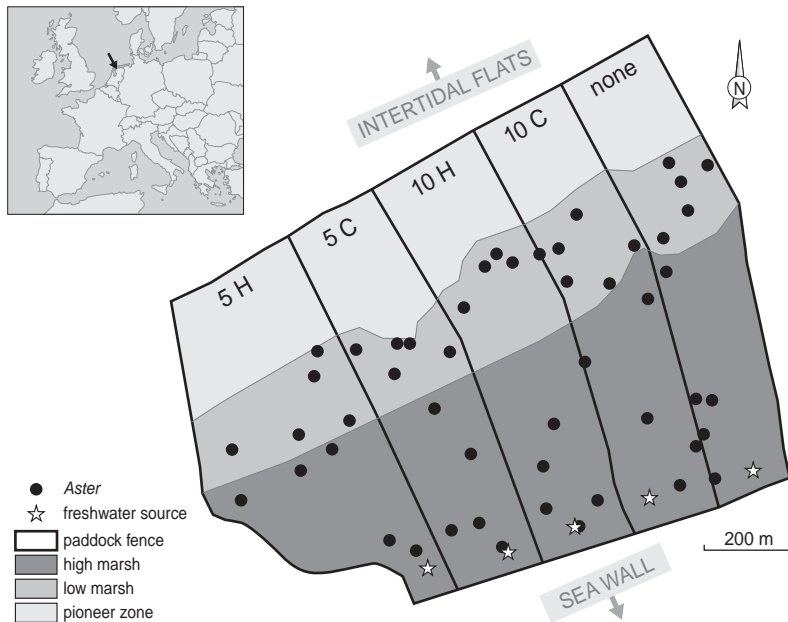 INTERTIDAL FLATS
N
none
10 C
10 H
5 C
5 H
Aster
freshwater source
paddock fence
high marsh
low marsh
pioneer zone
200 m
SEA WALL